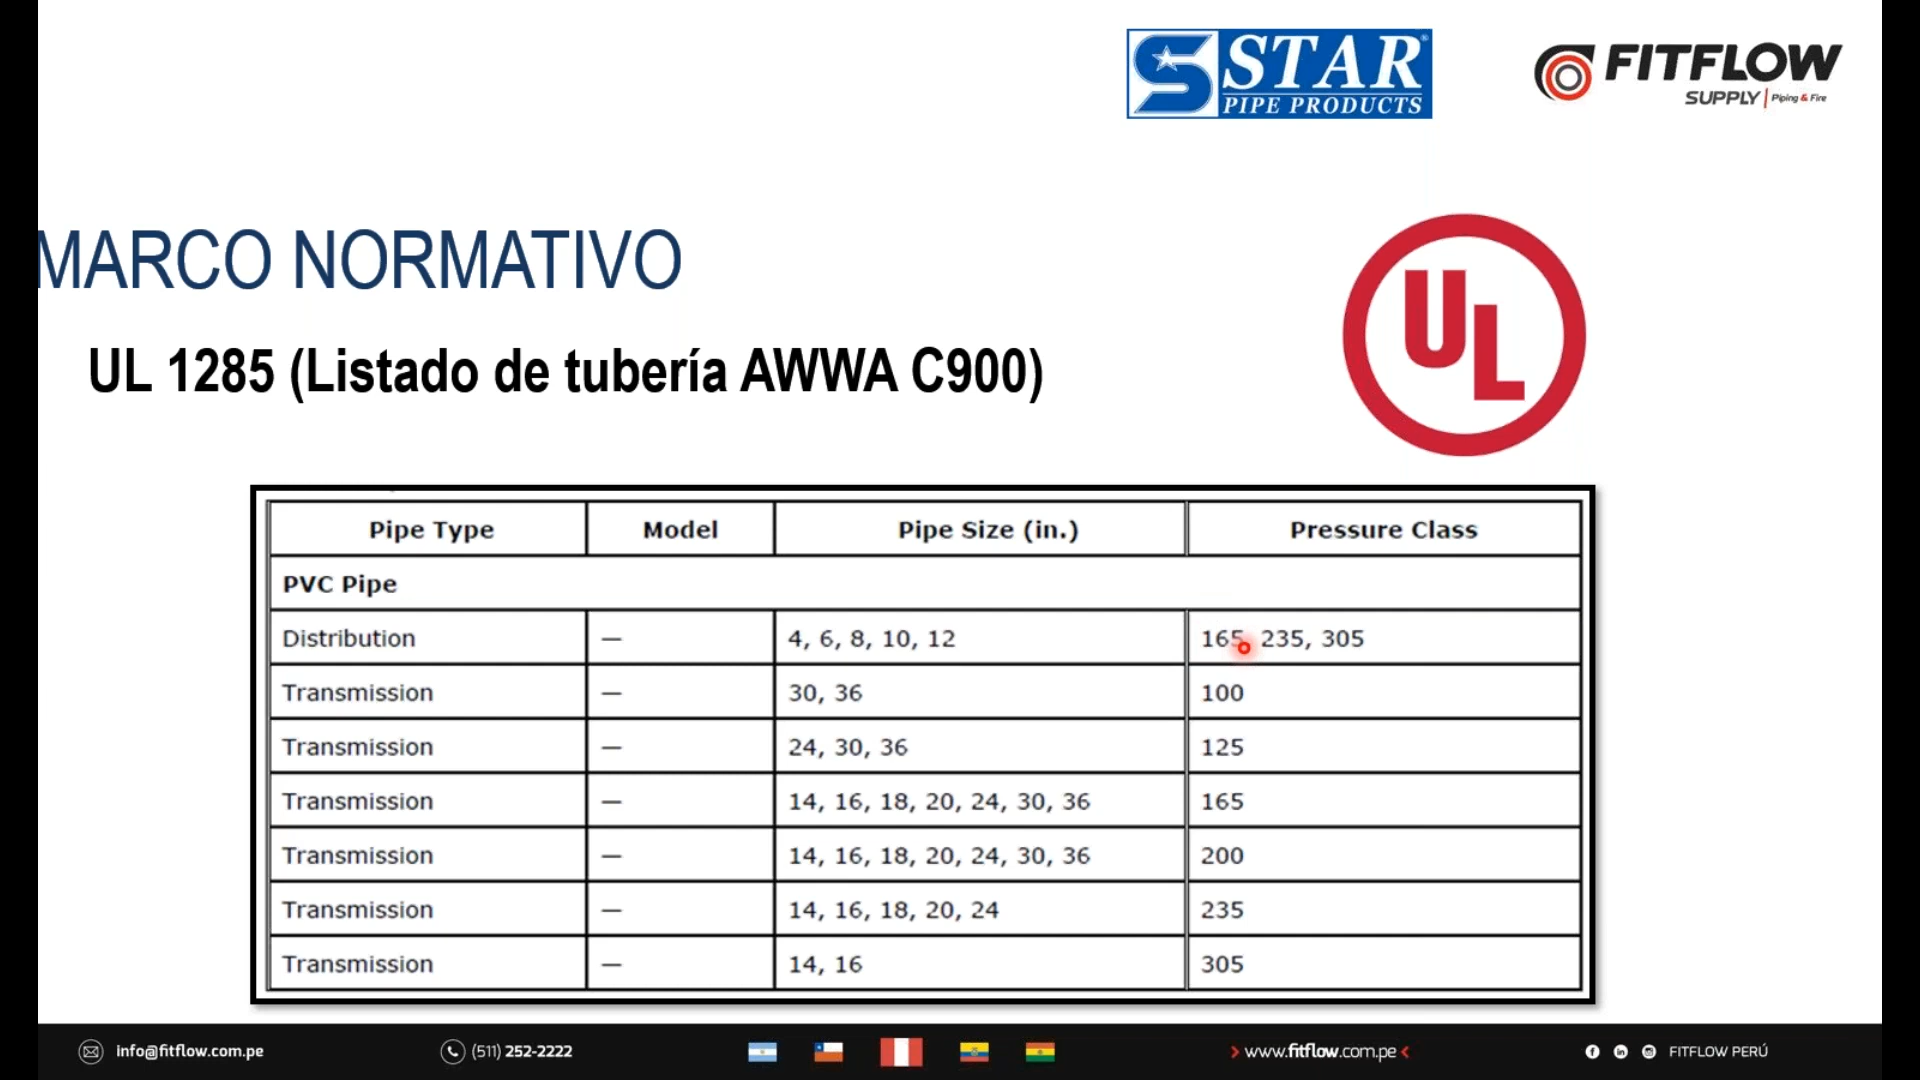 STAR
PIPE PRODUCTS
FITFLOW
SUPPLY | Piping & Fire
MARCO NORMATIVO
UL 1285 (Listado de tubería AWWA C900)
UL
Pipe Type Model Pipe Size (in.) Pressure Class
PVC Pipe
Distribution — 4, 6, 8, 10, 12 165, 235, 305
Transmission — 30, 36 100
Transmission — 24, 30, 36 125
Transmission — 14, 16, 18, 20, 24, 30, 36 165
Transmission — 14, 16, 18, 20, 24, 30, 36 200
Transmission — 14, 16, 18, 20, 24 235
Transmission — 14, 16 305
info@fitflow.com.pe (511) 252-2222 > www.fitflow.com.pe < FITFLOW PERÚ